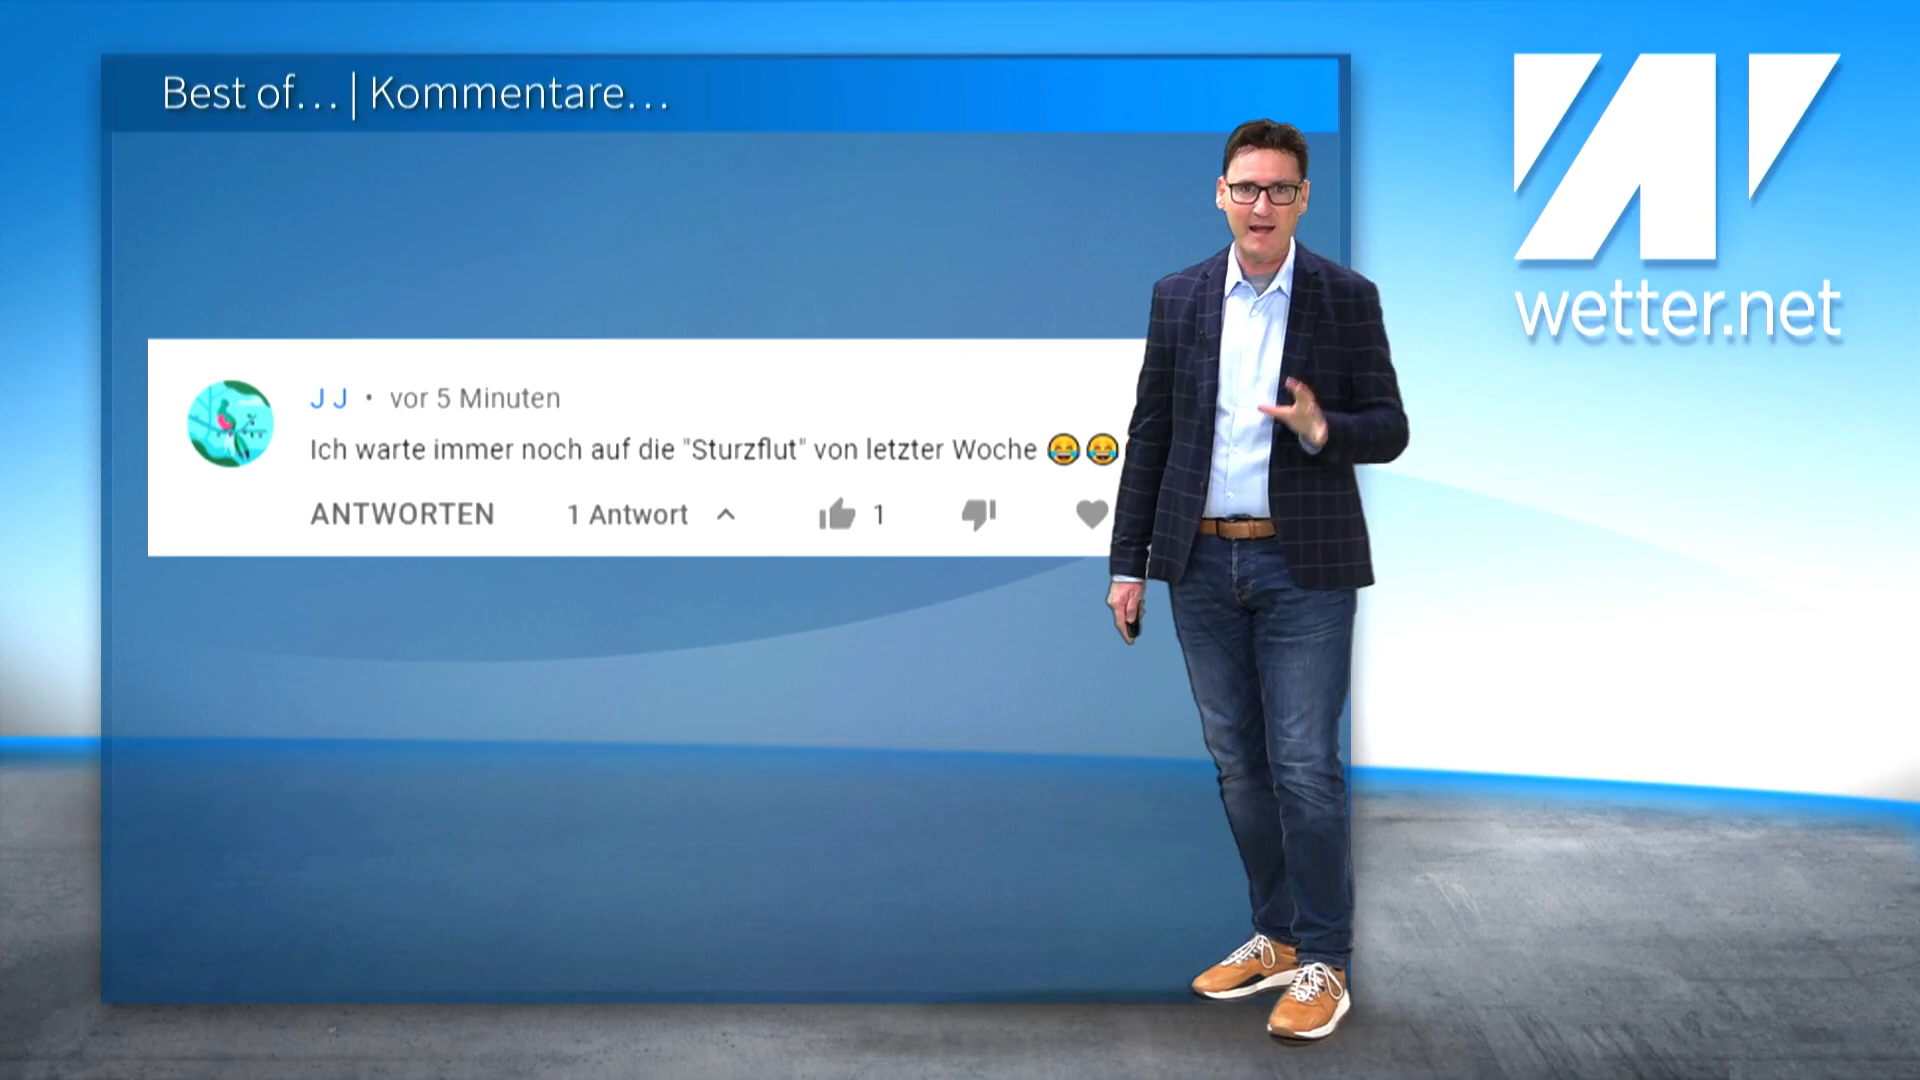 Best of… | Kommentare…
wetter.net
J J • vor 5 Minuten
Ich warte immer noch auf die "Sturzflut" von letzter Woche 😂😂
ANTWORTEN 1 Antwort 1